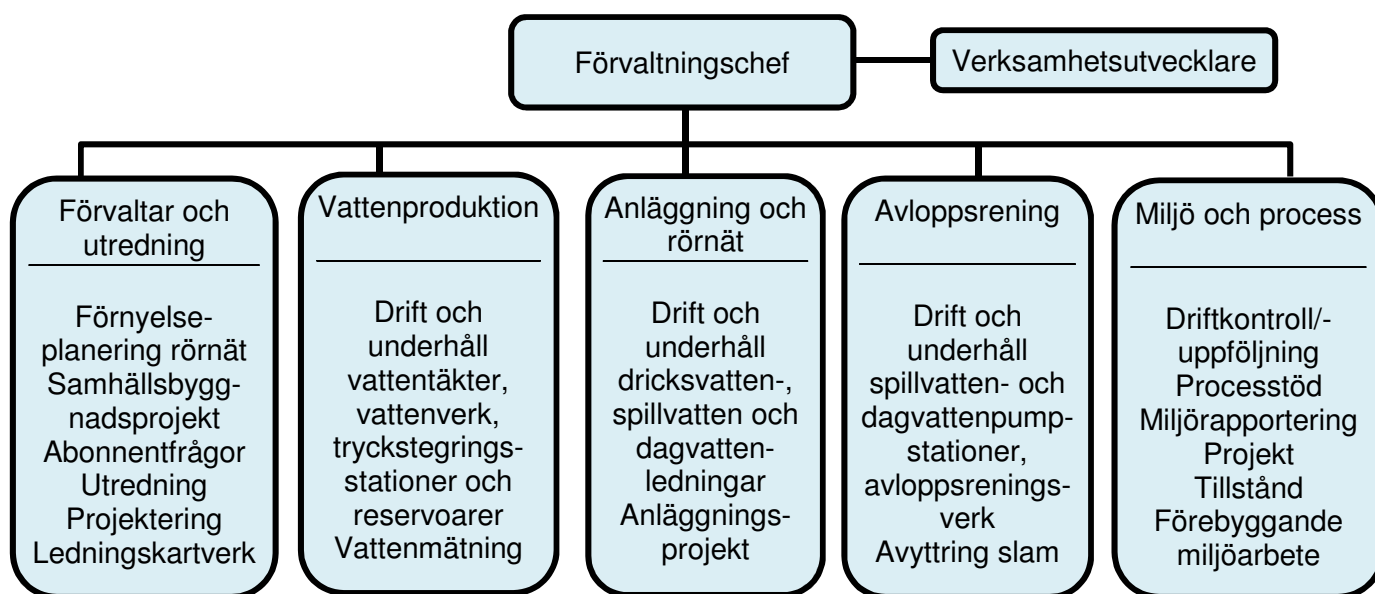 Förvaltningschef
Verksamhetsutvecklare
Förvaltar och
utredning
Förnyelse-
planering rörnät
Samhällsbygg-
nadsprojekt
Abonnentfrågor
Utredning
Projektering
Ledningskartverk
Vattenproduktion
Drift och
underhåll
vattentäkter,
vattenverk,
tryckstegrings-
stationer och
reservoarer
Vattenmätning
Anläggning och
rörnät
Drift och
underhåll
dricksvatten-,
spillvatten och
dagvatten-
ledningar
Anläggnings-
projekt
Avloppsrening
Drift och
underhåll
spillvatten- och
dagvattenpump-
stationer,
avloppsrenings-
verk
Avyttring slam
Miljö och process
Driftkontroll/-
uppföljning
Processtöd
Miljörapportering
Projekt
Tillstånd
Förebyggande
miljöarbete